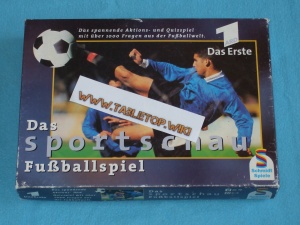 Das spannende Aktions- und Quizspiel
mit über 1000 Fragen aus der Fußballwelt.
1
Das Erste
www.TABLETOP.WIKI
Das
sportschau
Fußballspiel
S
Schmidt
Spiele